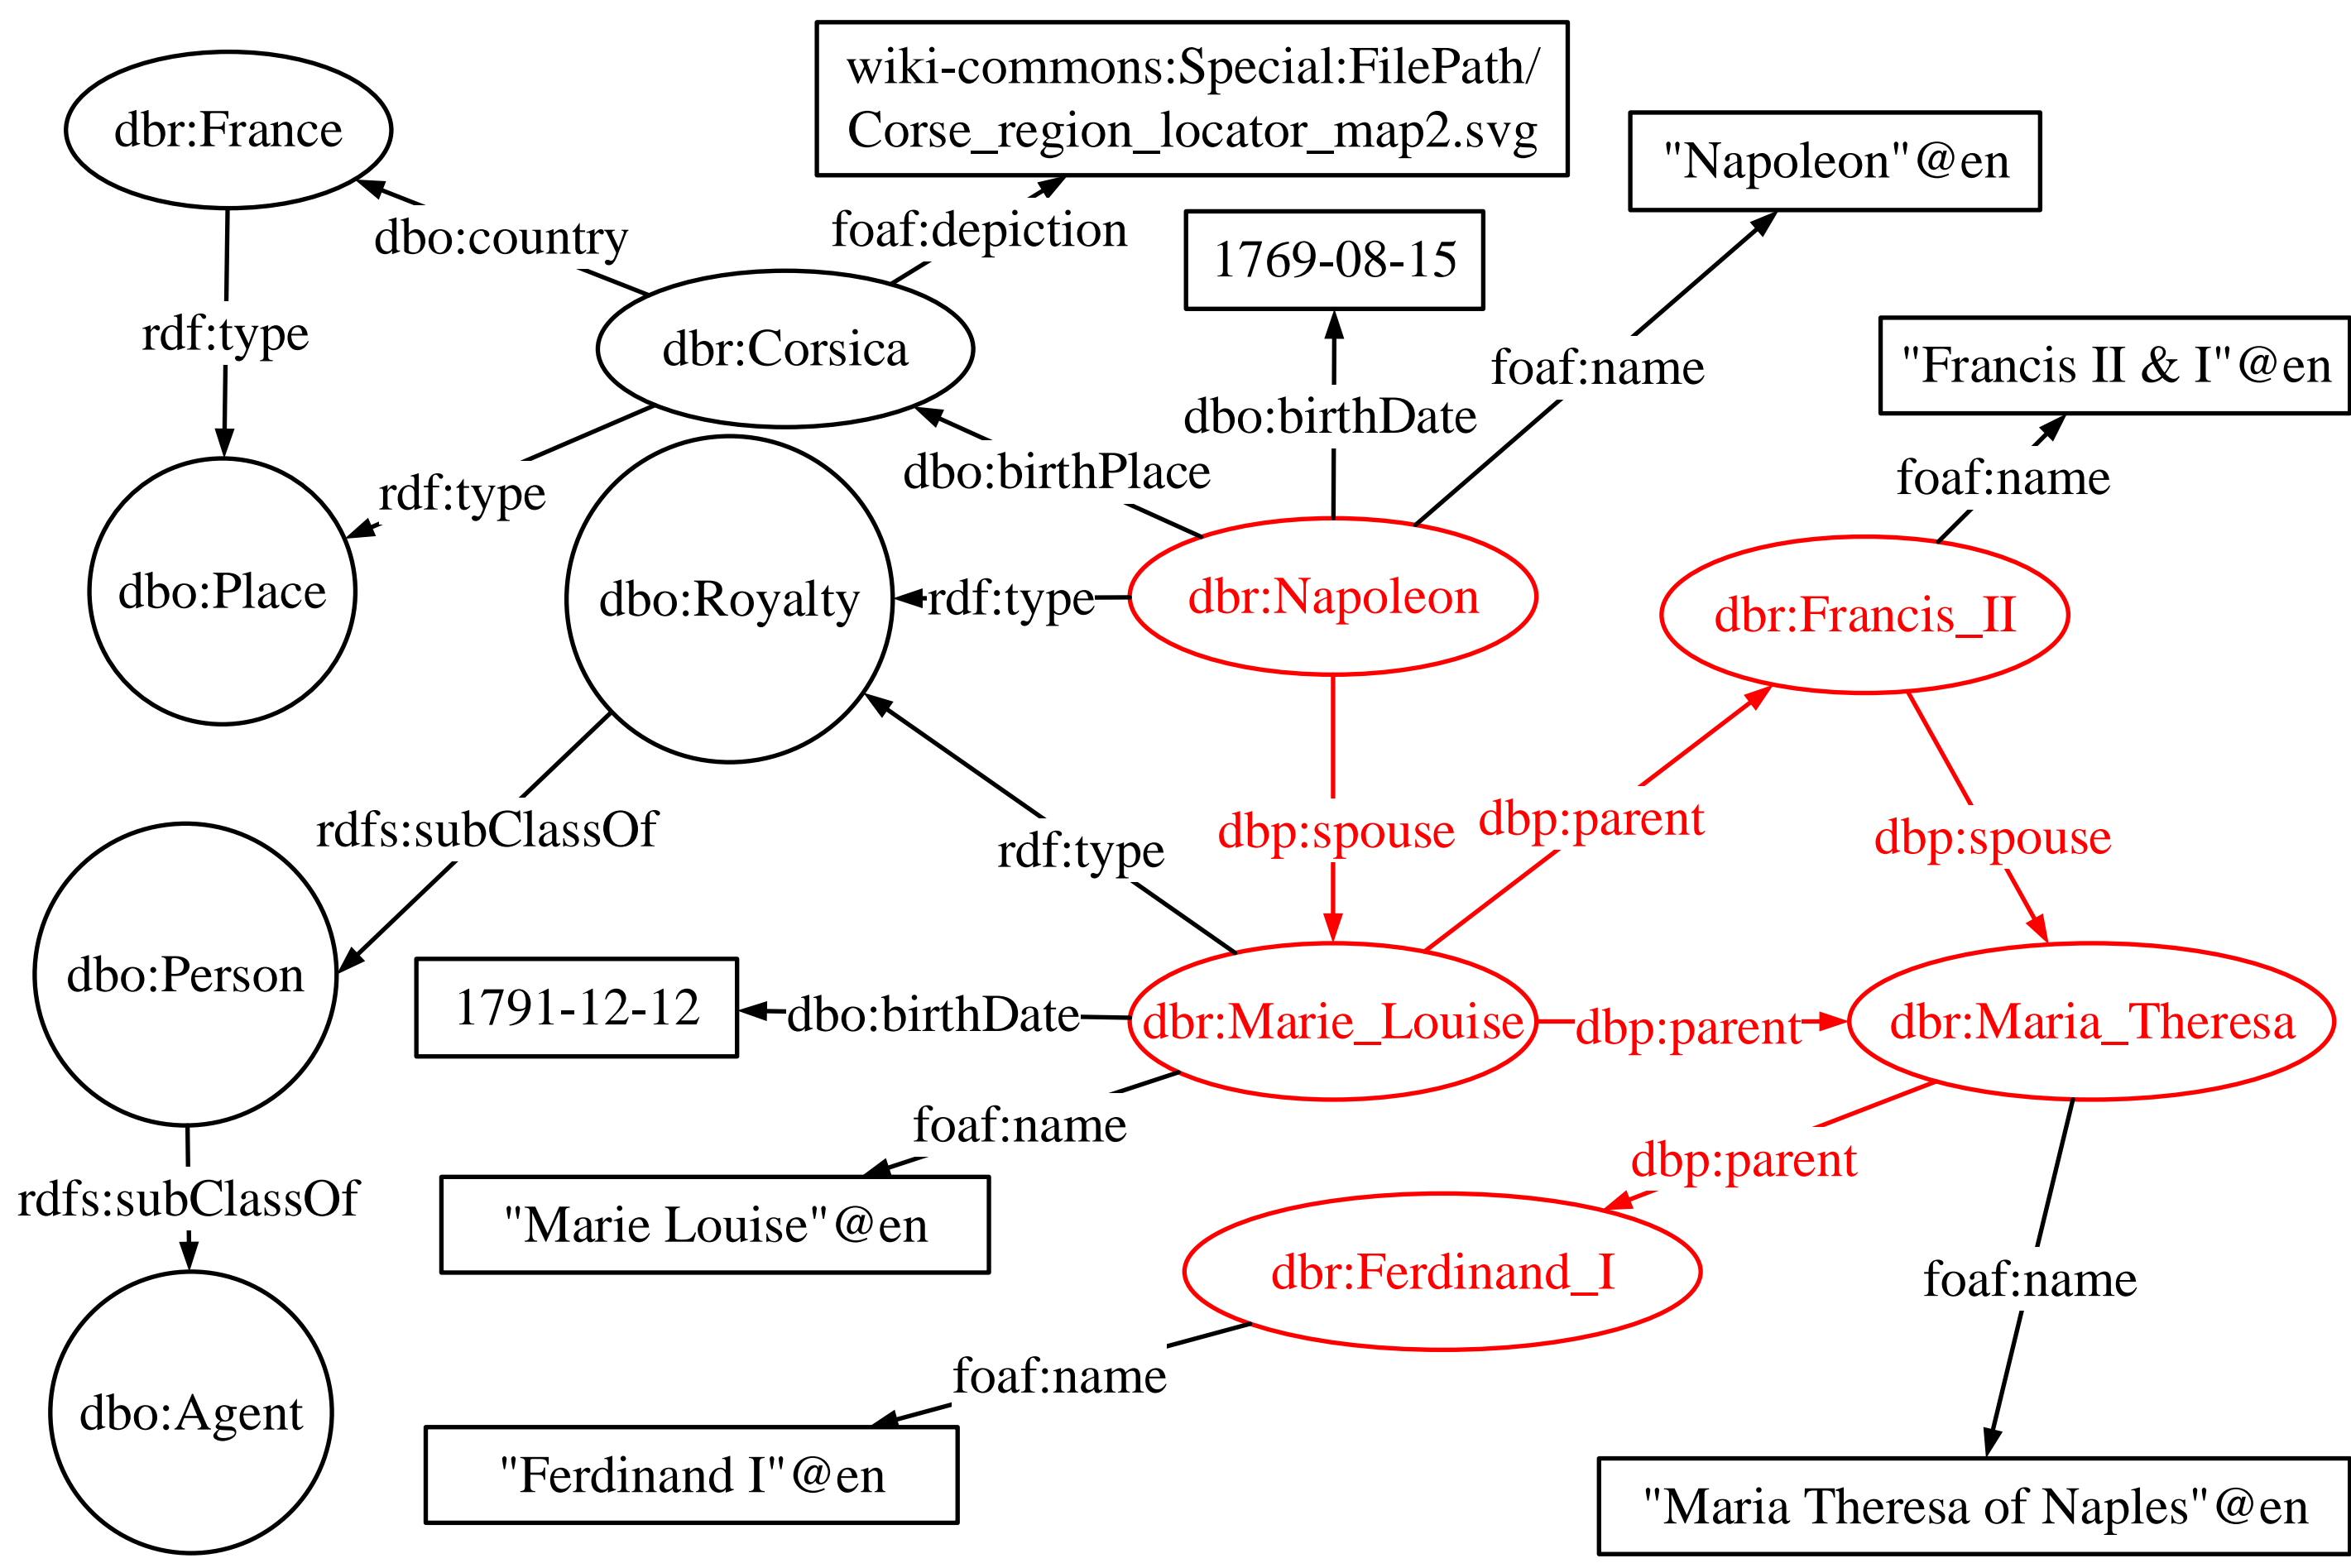 wiki-commons:Special:FilePath/
Corse_region_locator_map2.svg
dbr:France
"Napoleon"@en
dbo:country
foaf:depiction
1769-08-15
rdf:type
dbr:Corsica
foaf:name
"Francis II & I"@en
dbo:birthDate
dbo:birthPlace
rdf:type
foaf:name
dbo:Place
dbo:Royalty
rdf:type
dbr:Napoleon
dbr:Francis_II
rdfs:subClassOf
rdf:type
dbp:spouse
dbp:parent
dbp:spouse
dbo:Person
1791-12-12
dbo:birthDate
dbr:Marie_Louise
dbp:parent
dbr:Maria_Theresa
foaf:name
dbp:parent
rdfs:subClassOf
"Marie Louise"@en
dbr:Ferdinand_I
foaf:name
foaf:name
dbo:Agent
"Ferdinand I"@en
"Maria Theresa of Naples"@en